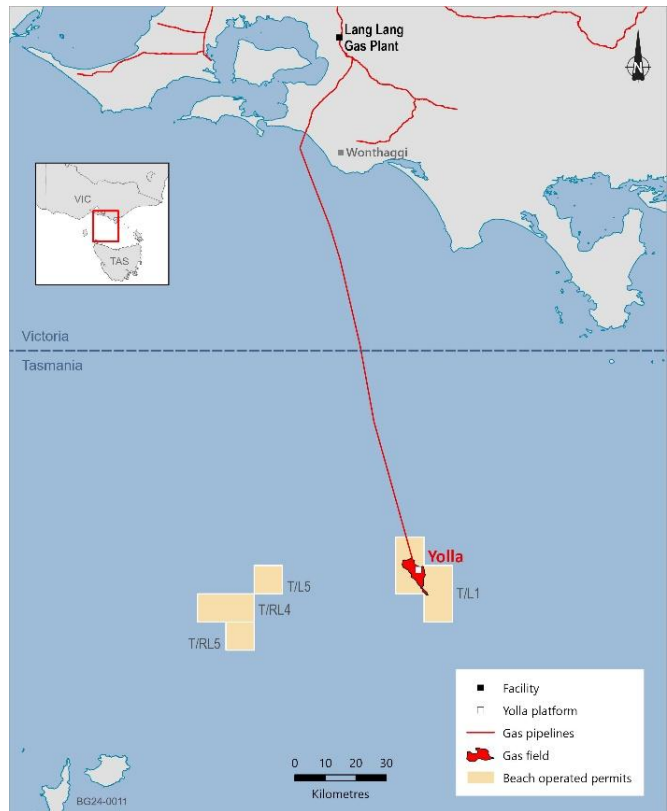 Lang Lang
Gas Plant
N
Wonthaggi
VIC
TAS
Victoria
Tasmania
Yolla
T/L5
T/RL4
T/L1
T/RL5
Facility
Yolla platform
Gas pipelines
Gas field
Beach operated permits
0 10 20 30
Kilometres
BG24-0011